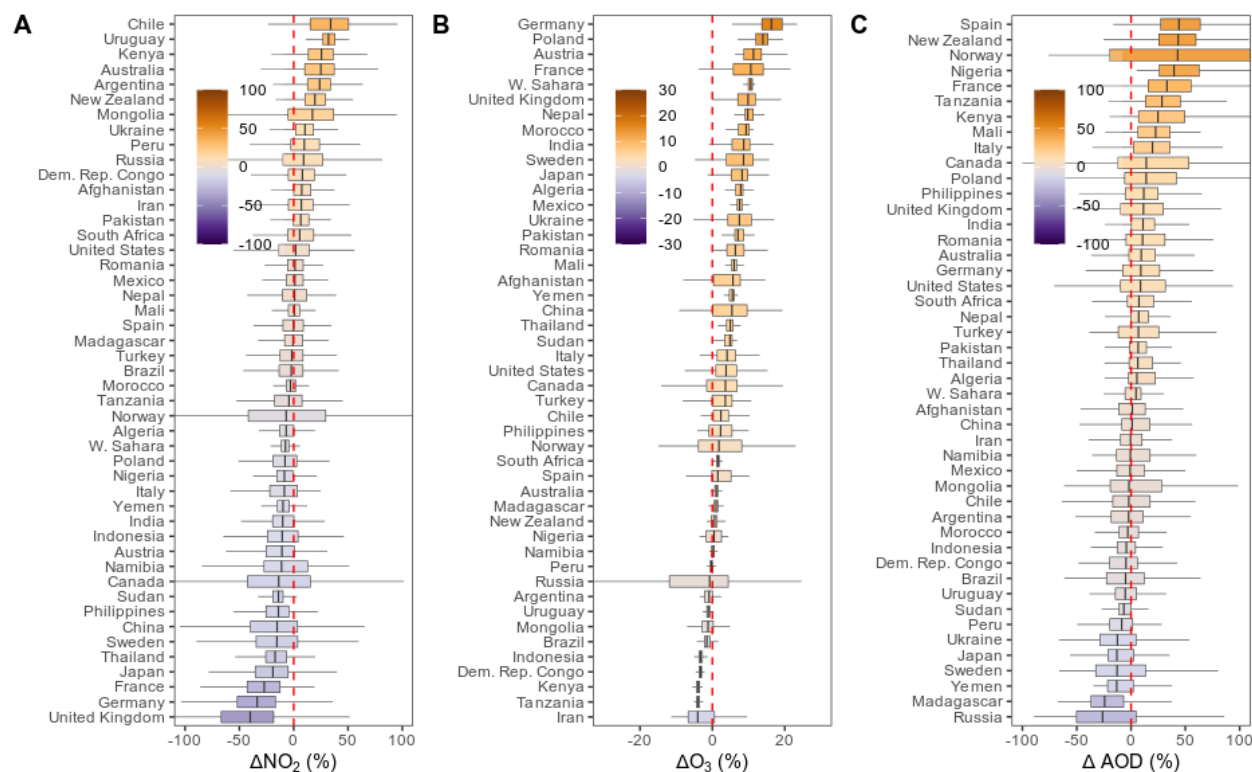 A
Chile
Uruguay
Kenya
Australia
Argentina
New Zealand
Mongolia
Ukraine
Peru
Russia
Dem. Rep. Congo
Afghanistan
Iran
Pakistan
South Africa
United States
Romania
Mexico
Nepal
Mali
Spain
Madagascar
Turkey
Brazil
Morocco
Tanzania
Norway
Algeria
W. Sahara
Poland
Nigeria
Italy
Yemen
India
Indonesia
Austria
Namibia
Canada
Sudan
Philippines
China
Sweden
Thailand
Japan
France
Germany
United Kingdom
100
50
0
-50
-100
-100 -50 0 50 100
ΔNO₂ (%)
B
Germany
Poland
Austria
France
W. Sahara
United Kingdom
Nepal
Morocco
India
Sweden
Japan
Algeria
Mexico
Ukraine
Pakistan
Romania
Mali
Afghanistan
Yemen
China
Thailand
Sudan
Italy
United States
Canada
Turkey
Chile
Philippines
Norway
South Africa
Spain
Australia
Madagascar
New Zealand
Nigeria
Namibia
Peru
Russia
Argentina
Uruguay
Mongolia
Brazil
Indonesia
Dem. Rep. Congo
Kenya
Tanzania
Iran
30
20
10
0
-10
-20
-30
-20 0 20
ΔO₃ (%)
C
Spain
New Zealand
Norway
Nigeria
France
Tanzania
Kenya
Mali
Italy
Canada
Poland
Philippines
United Kingdom
India
Romania
Australia
Germany
United States
South Africa
Nepal
Turkey
Pakistan
Thailand
Algeria
W. Sahara
Afghanistan
China
Iran
Namibia
Mexico
Mongolia
Chile
Argentina
Morocco
Indonesia
Dem. Rep. Congo
Brazil
Uruguay
Sudan
Peru
Ukraine
Japan
Sweden
Yemen
Madagascar
Russia
100
50
0
-50
-100
-100 -50 0 50 100
Δ AOD (%)